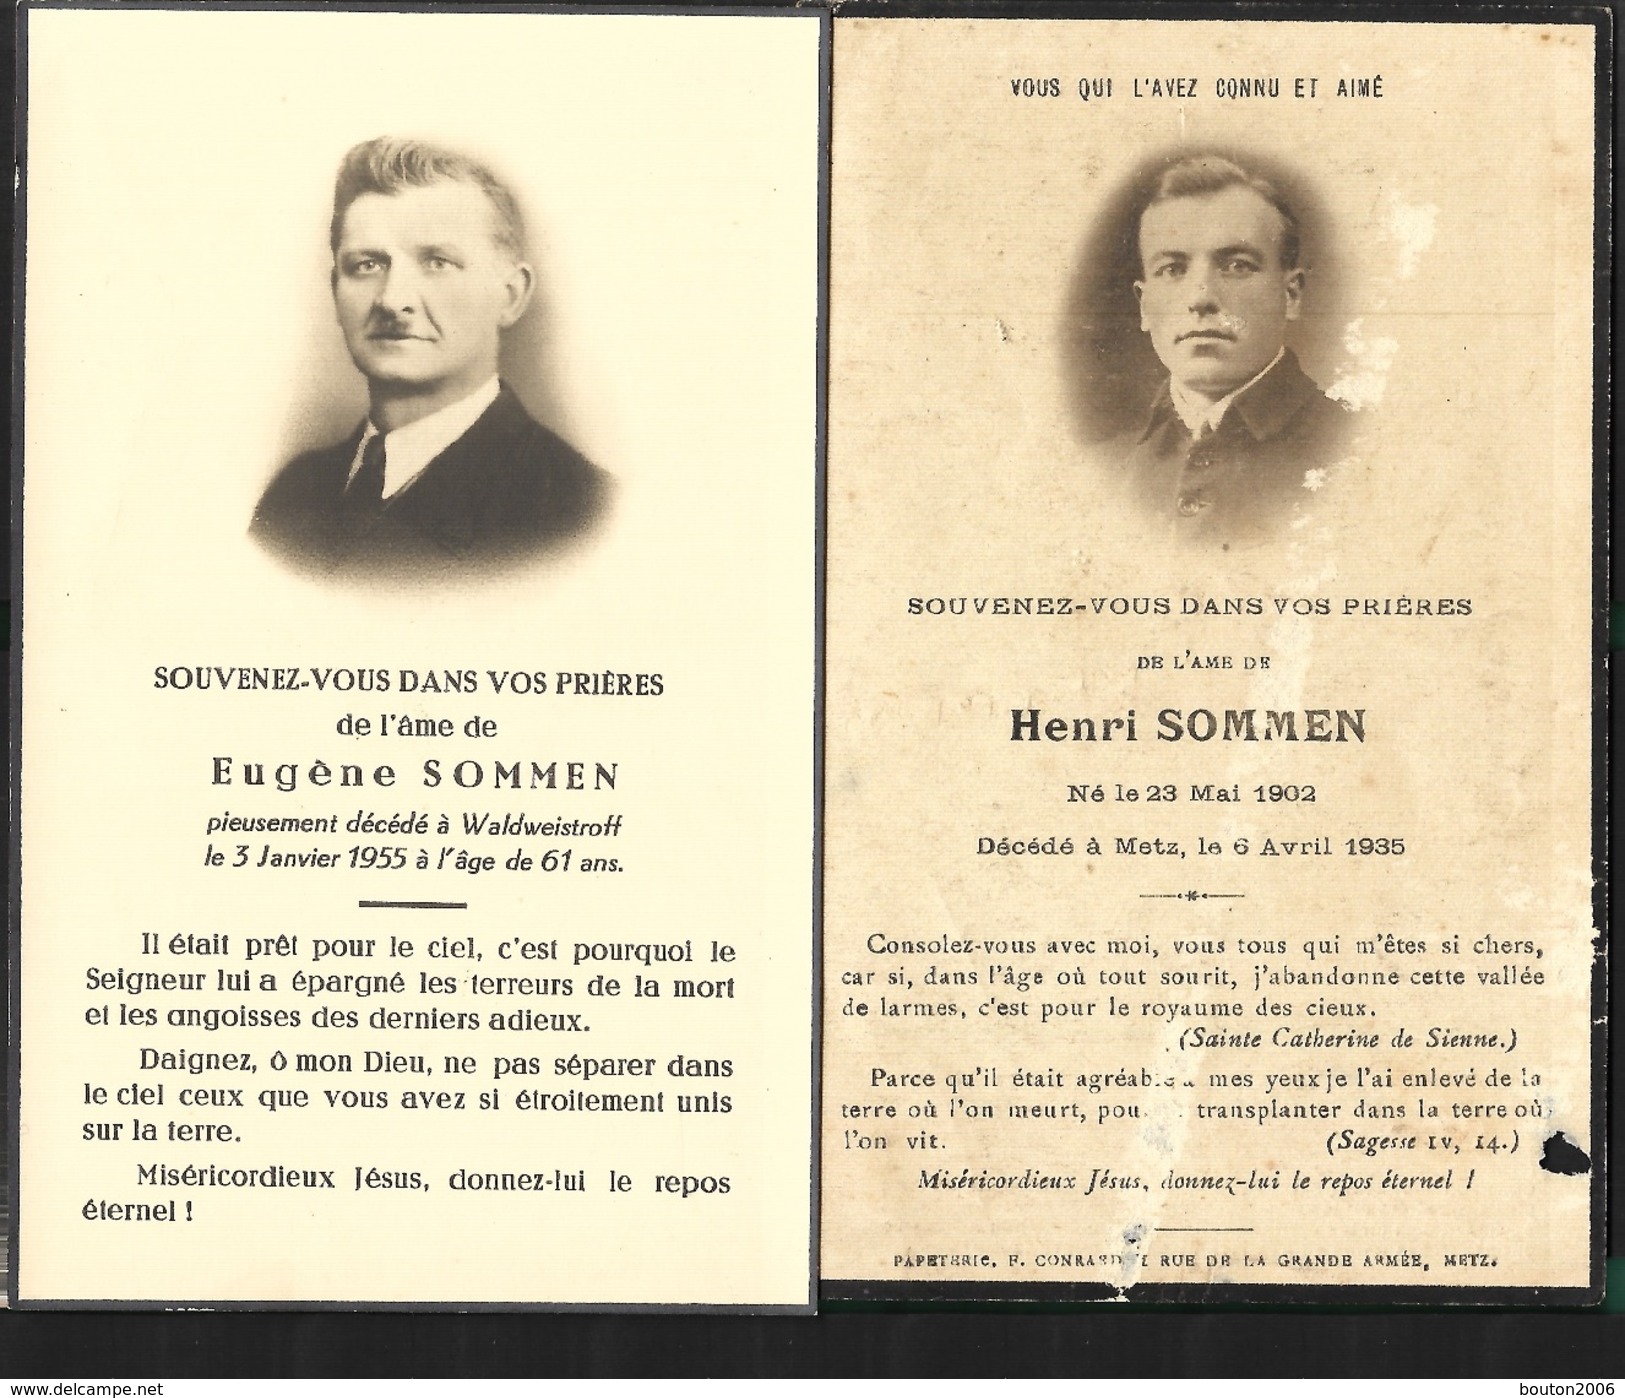 SOUVENEZ-VOUS DANS VOS PRIÈRES
de l'âme de
Eugène SOMMEN
pieusement décédé à Waldweistroff
le 3 Janvier 1955 à l'âge de 61 ans.
Il était prêt pour le ciel, c'est pourquoi le
Seigneur lui a épargné les terreurs de la mort
et les angoisses des derniers adieux.
Daignez, ô mon Dieu, ne pas séparer dans
le ciel ceux que vous avez si étroitement unis
sur la terre.
Miséricordieux Jésus, donnez-lui le repos
éternel !
VOUS QUI L'AVEZ CONNU ET AIMÉ
SOUVENEZ-VOUS DANS VOS PRIÈRES
DE L'AME DE
Henri SOMMEN
Né le 23 Mai 1902
Décédé à Metz, le 6 Avril 1935
Consolez-vous avec moi, vous tous qui m'êtes si chers,
car si, dans l'âge où tout sourit, j'abandonne cette vallée
de larmes, c'est pour le royaume des cieux.
(Sainte Catherine de Sienne.)
Parce qu'il était mes yeux je l'ai enlevé de la
terre où l'on meurt, transplanter dans la terre où
l'on vit. (Sagesse IV, 14.)
Miséricordieux Jésus, donnez-lui le repos éternel !
PAPETERIE, F. CONRARD, RUE DE LA GRANDE ARMÉE, METZ.
www.delcampe.net
bouton2006